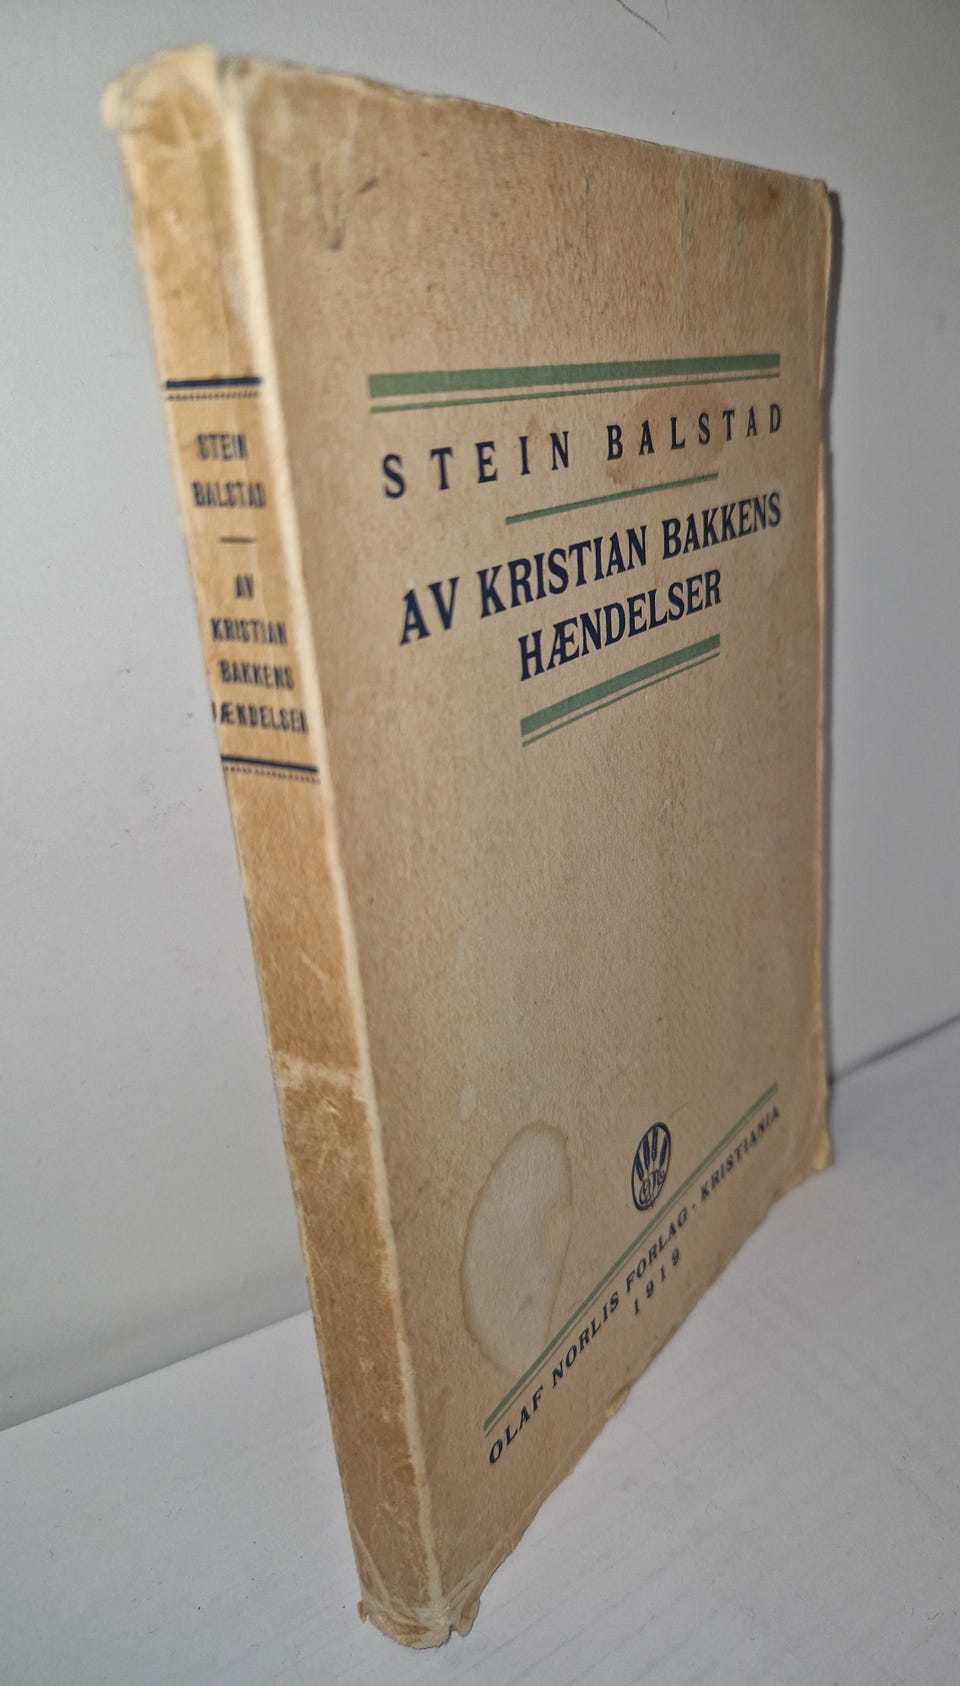 STEIN
BALSTAD
AV
KRISTIAN
BAKKENS
HÆNDELSER
STEIN BALSTAD
AV KRISTIAN BAKKENS
HÆNDELSER
OLAF NORLIS FORLAG · KRISTIANIA
1919